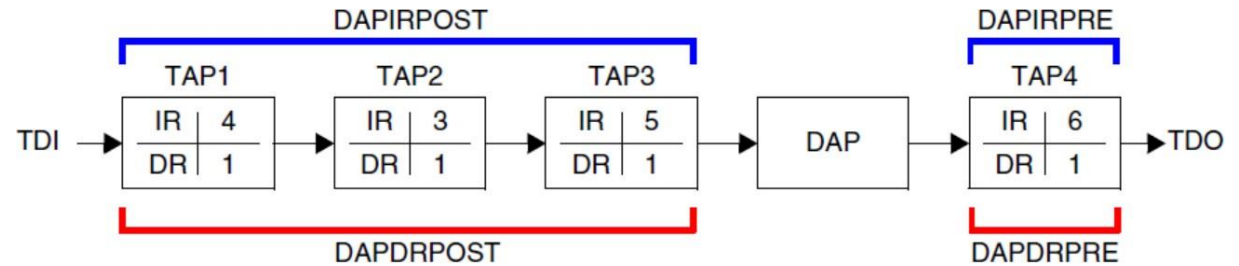 DAPIRPOST DAPIRPRE
TAP1 TAP2 TAP3 TAP4
IR 4 IR 3 IR 5 IR 6
TDI DAP TDO
DR 1 DR 1 DR 1 DR 1
DAPDRPOST DAPDRPRE